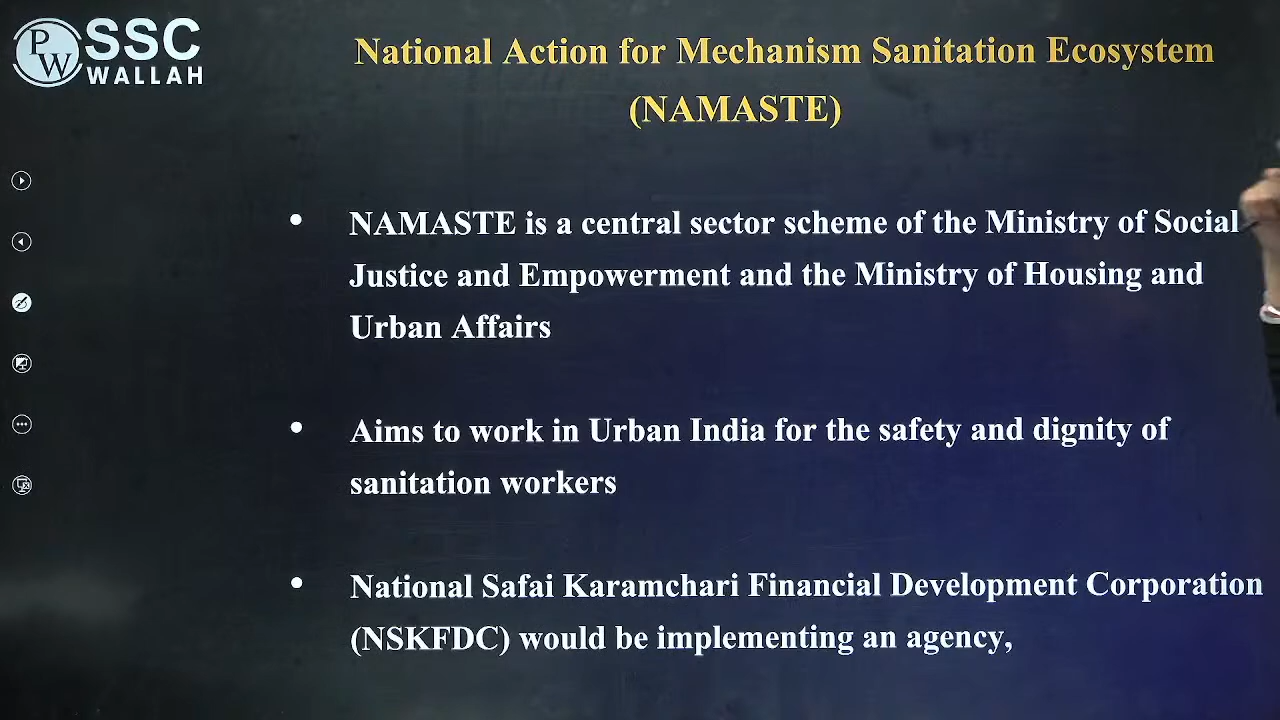 PW SSC
WALLAH
National Action for Mechanism Sanitation Ecosystem
(NAMASTE)
• NAMASTE is a central sector scheme of the Ministry of Social
Justice and Empowerment and the Ministry of Housing and
Urban Affairs
• Aims to work in Urban India for the safety and dignity of
sanitation workers
• National Safai Karamchari Financial Development Corporation
(NSKFDC) would be implementing an agency,